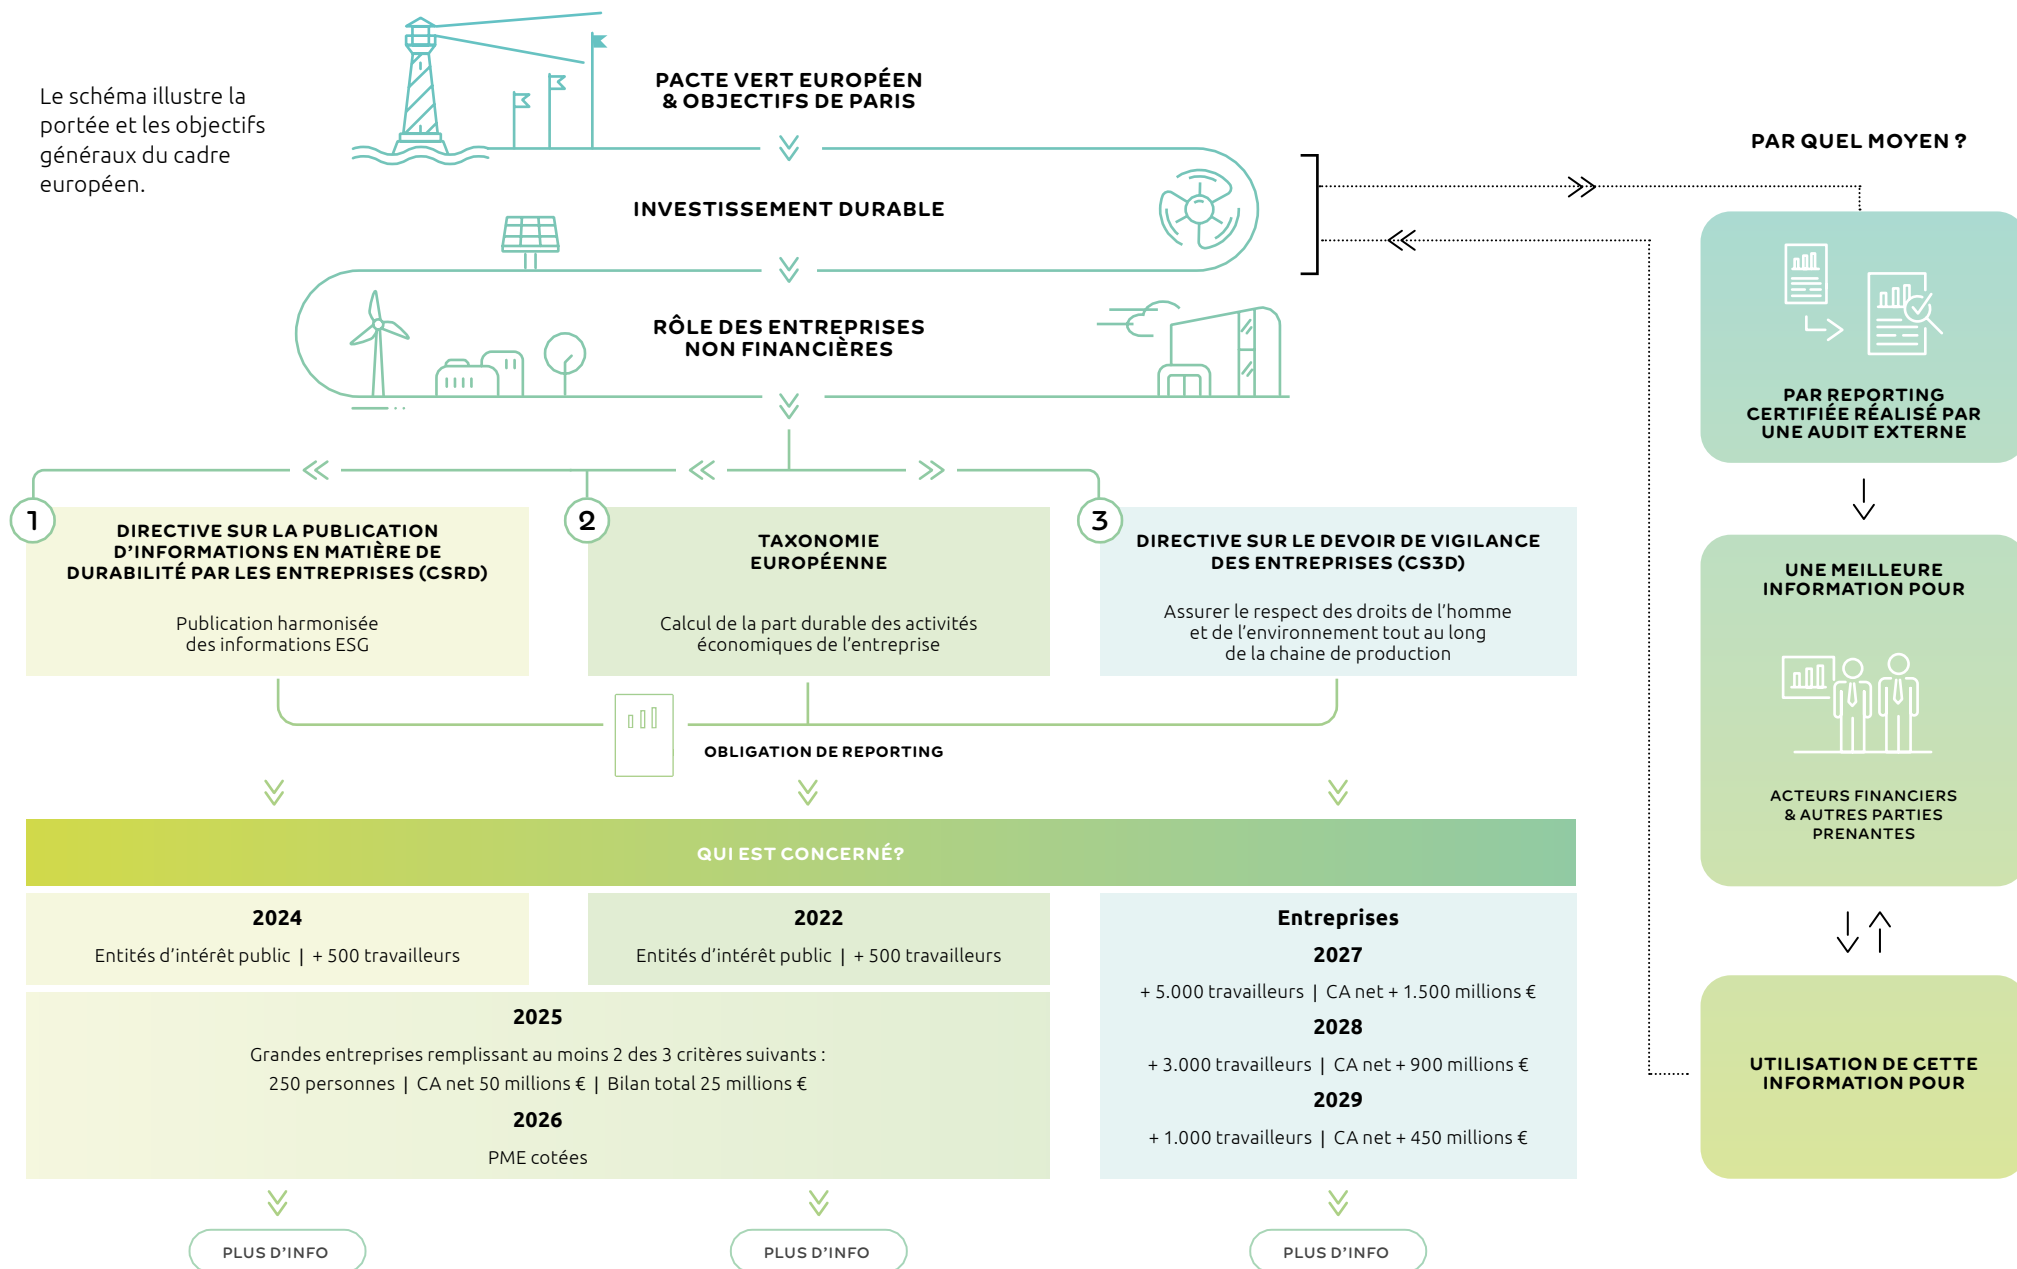 Le schéma illustre la
portée et les objectifs
généraux du cadre
européen.
PACTE VERT EUROPÉEN
& OBJECTIFS DE PARIS
INVESTISSEMENT DURABLE
RÔLE DES ENTREPRISES
NON FINANCIÈRES
PAR QUEL MOYEN ?
PAR REPORTING
CERTIFIÉE RÉALISÉ PAR
UNE AUDIT EXTERNE
UNE MEILLEURE
INFORMATION POUR
ACTEURS FINANCIERS
& AUTRES PARTIES
PRENANTES
UTILISATION DE CETTE
INFORMATION POUR
1
DIRECTIVE SUR LA PUBLICATION
D’INFORMATIONS EN MATIÈRE DE
DURABILITÉ PAR LES ENTREPRISES (CSRD)
Publication harmonisée
des informations ESG
2
TAXONOMIE
EUROPÉENNE
Calcul de la part durable des activités
économiques de l’entreprise
3
DIRECTIVE SUR LE DEVOIR DE VIGILANCE
DES ENTREPRISES (CS3D)
Assurer le respect des droits de l’homme
et de l’environnement tout au long
de la chaine de production
OBLIGATION DE REPORTING
QUI EST CONCERNÉ?
2024
Entités d’intérêt public | + 500 travailleurs
2022
Entités d’intérêt public | + 500 travailleurs
2025
Grandes entreprises remplissant au moins 2 des 3 critères suivants :
250 personnes | CA net 50 millions € | Bilan total 25 millions €
2026
PME cotées
Entreprises
2027
+ 5.000 travailleurs | CA net + 1.500 millions €
2028
+ 3.000 travailleurs | CA net + 900 millions €
2029
+ 1.000 travailleurs | CA net + 450 millions €
PLUS D’INFO
PLUS D’INFO
PLUS D’INFO